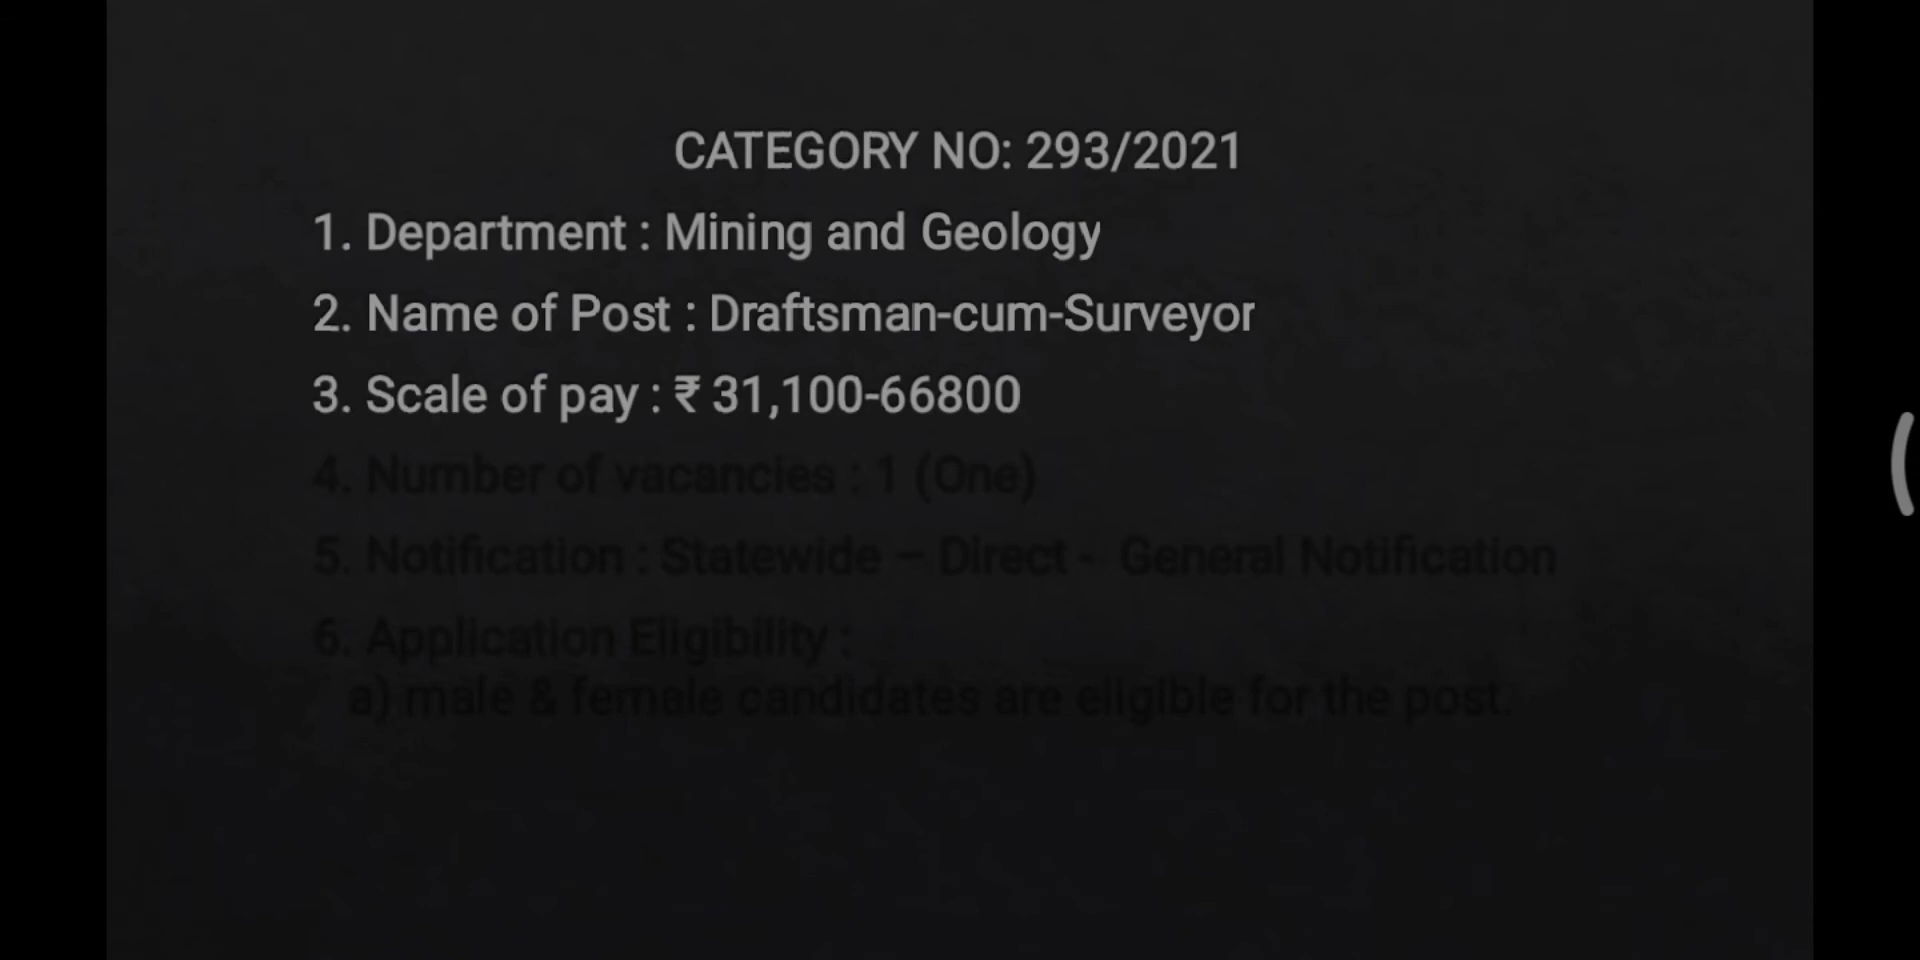 CATEGORY NO: 293/2021
1. Department : Mining and Geology
2. Name of Post : Draftsman-cum-Surveyor
3. Scale of pay : ₹ 31,100-66800
4. Number of vacancies : 1 (One)
5. Notification : Statewide – Direct - General Notification
6. Application Eligibility :
a) male & female candidates are eligible for the post.